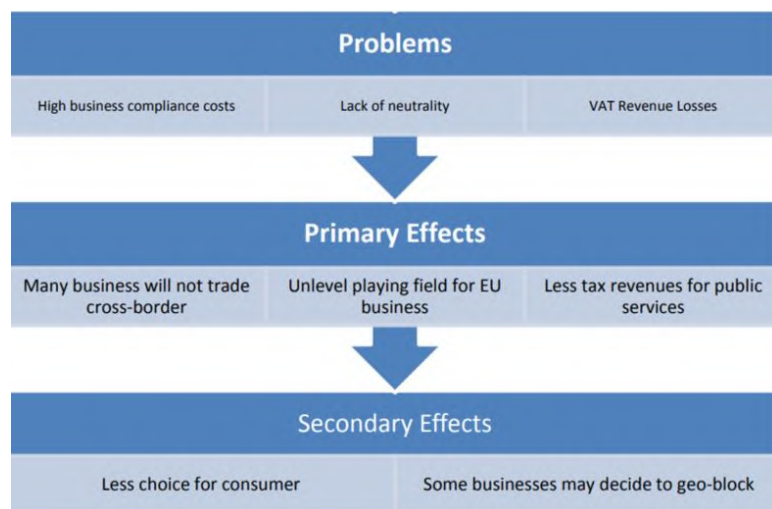 Problems
High business compliance costs
Lack of neutrality
VAT Revenue Losses
Primary Effects
Many business will not trade
cross-border
Unlevel playing field for EU
business
Less tax revenues for public
services
Secondary Effects
Less choice for consumer
Some businesses may decide to geo-block